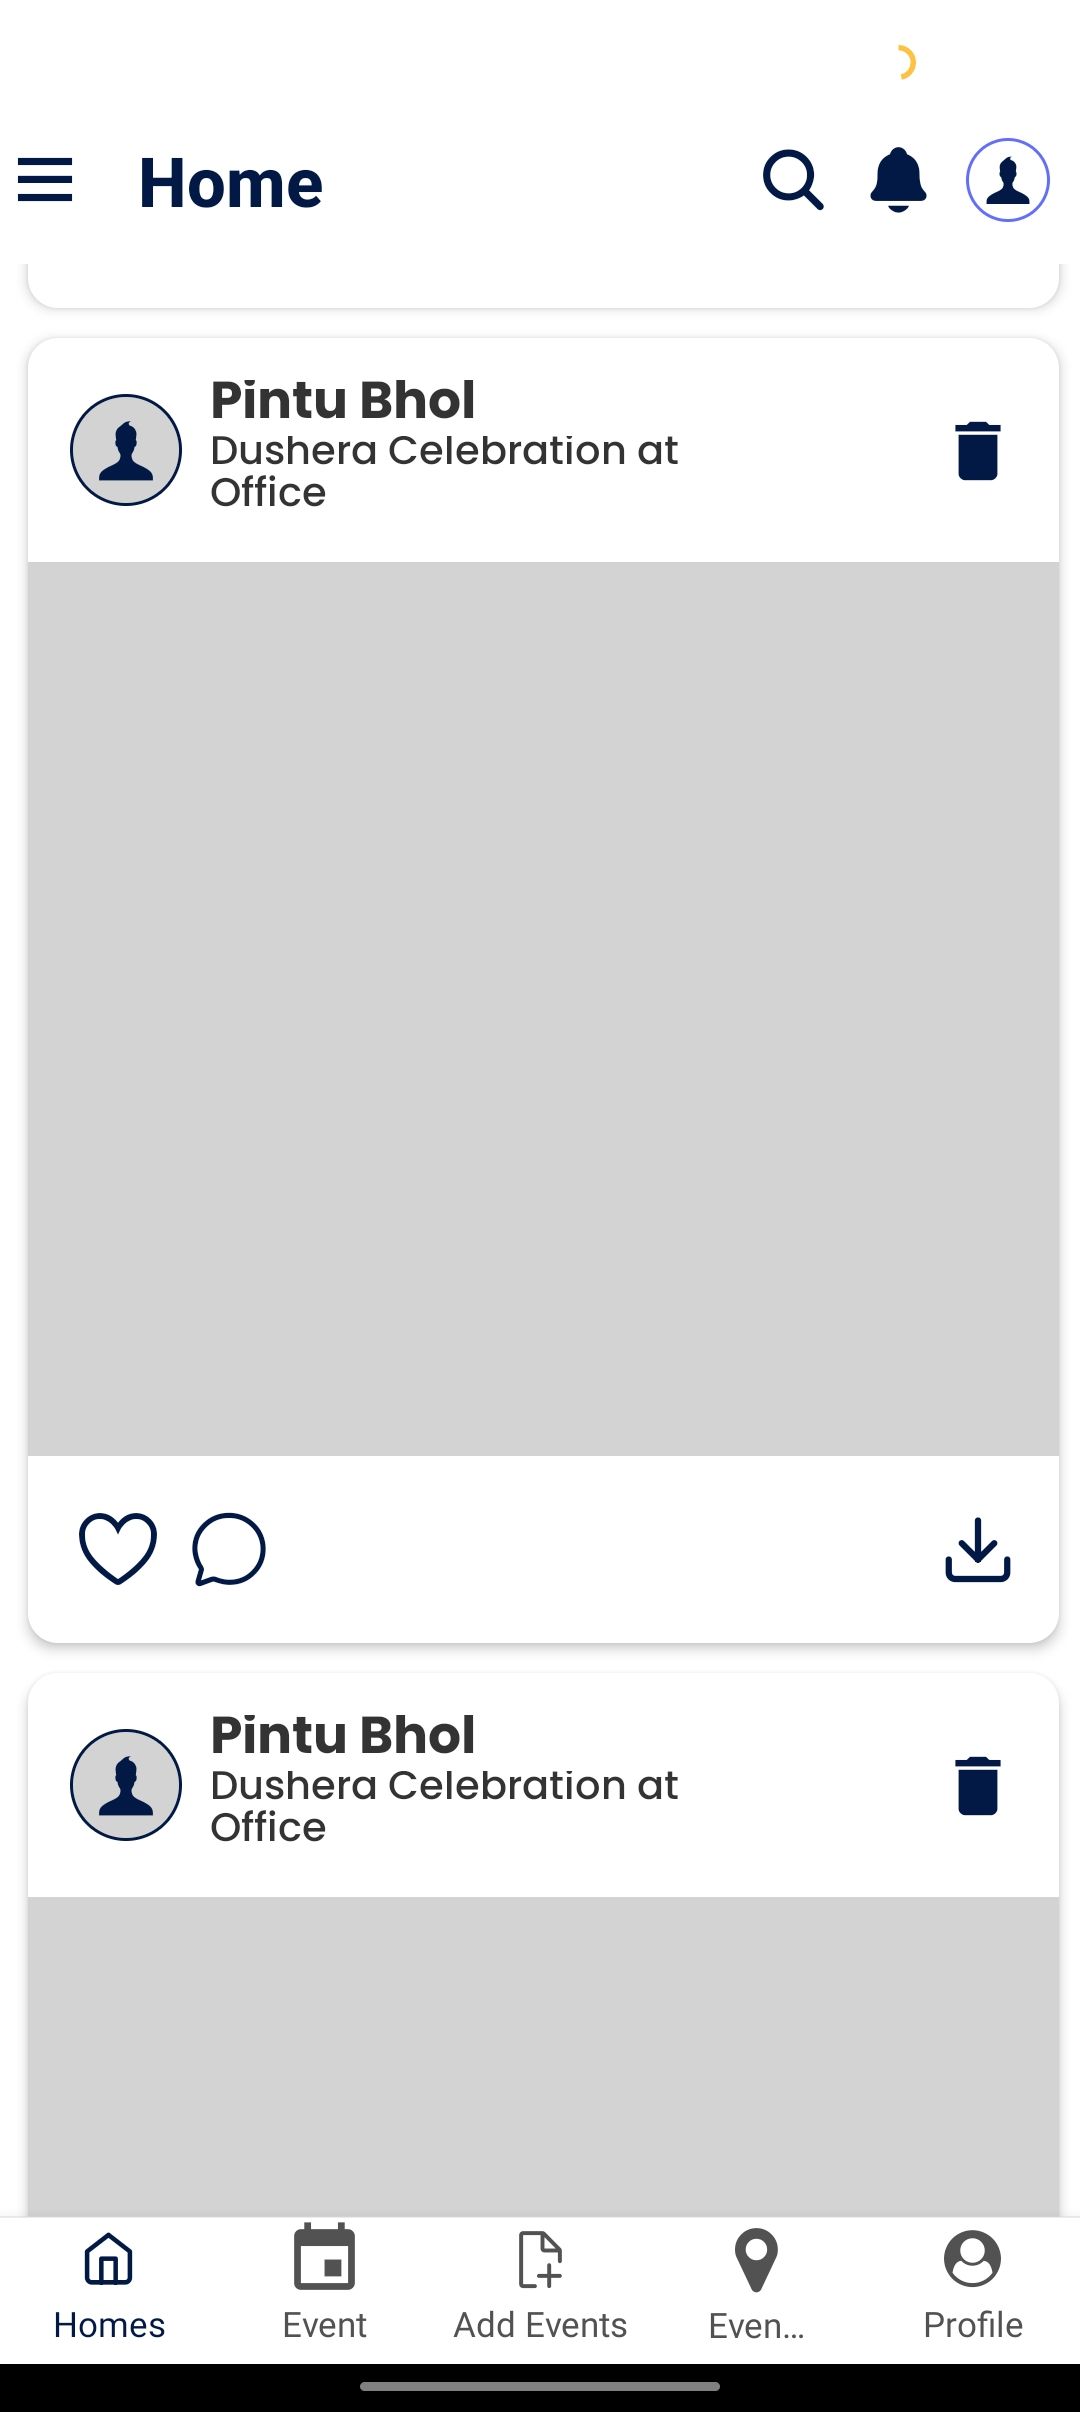 Home
Pintu Bhol
Dushera Celebration at
Office
Pintu Bhol
Dushera Celebration at
Office
Homes
Event
Add Events
Even...
Profile